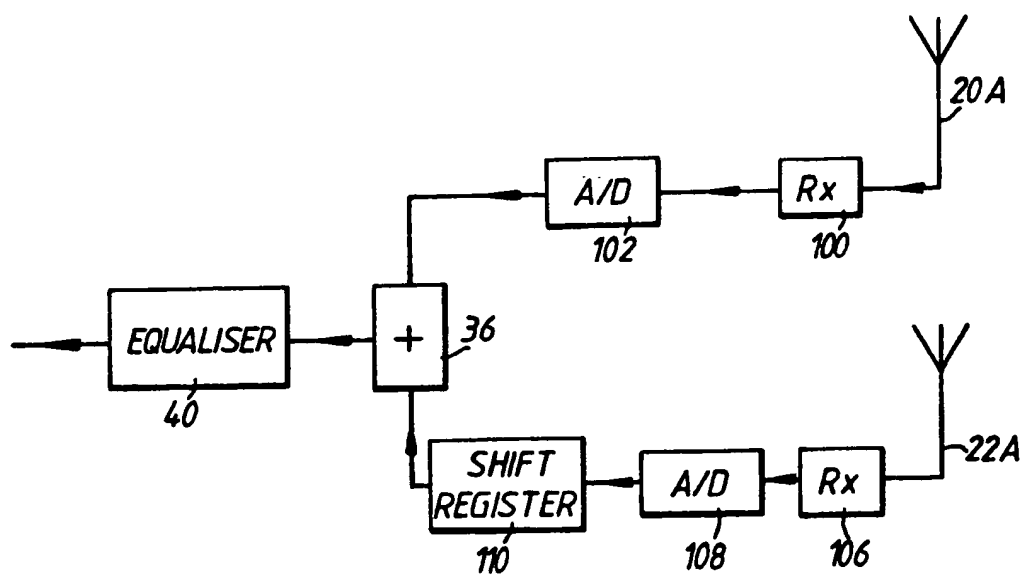 20A
A/D
Rx
102
100
EQUALISER
+
36
40
22A
SHIFT
REGISTER
A/D
Rx
110
108
106